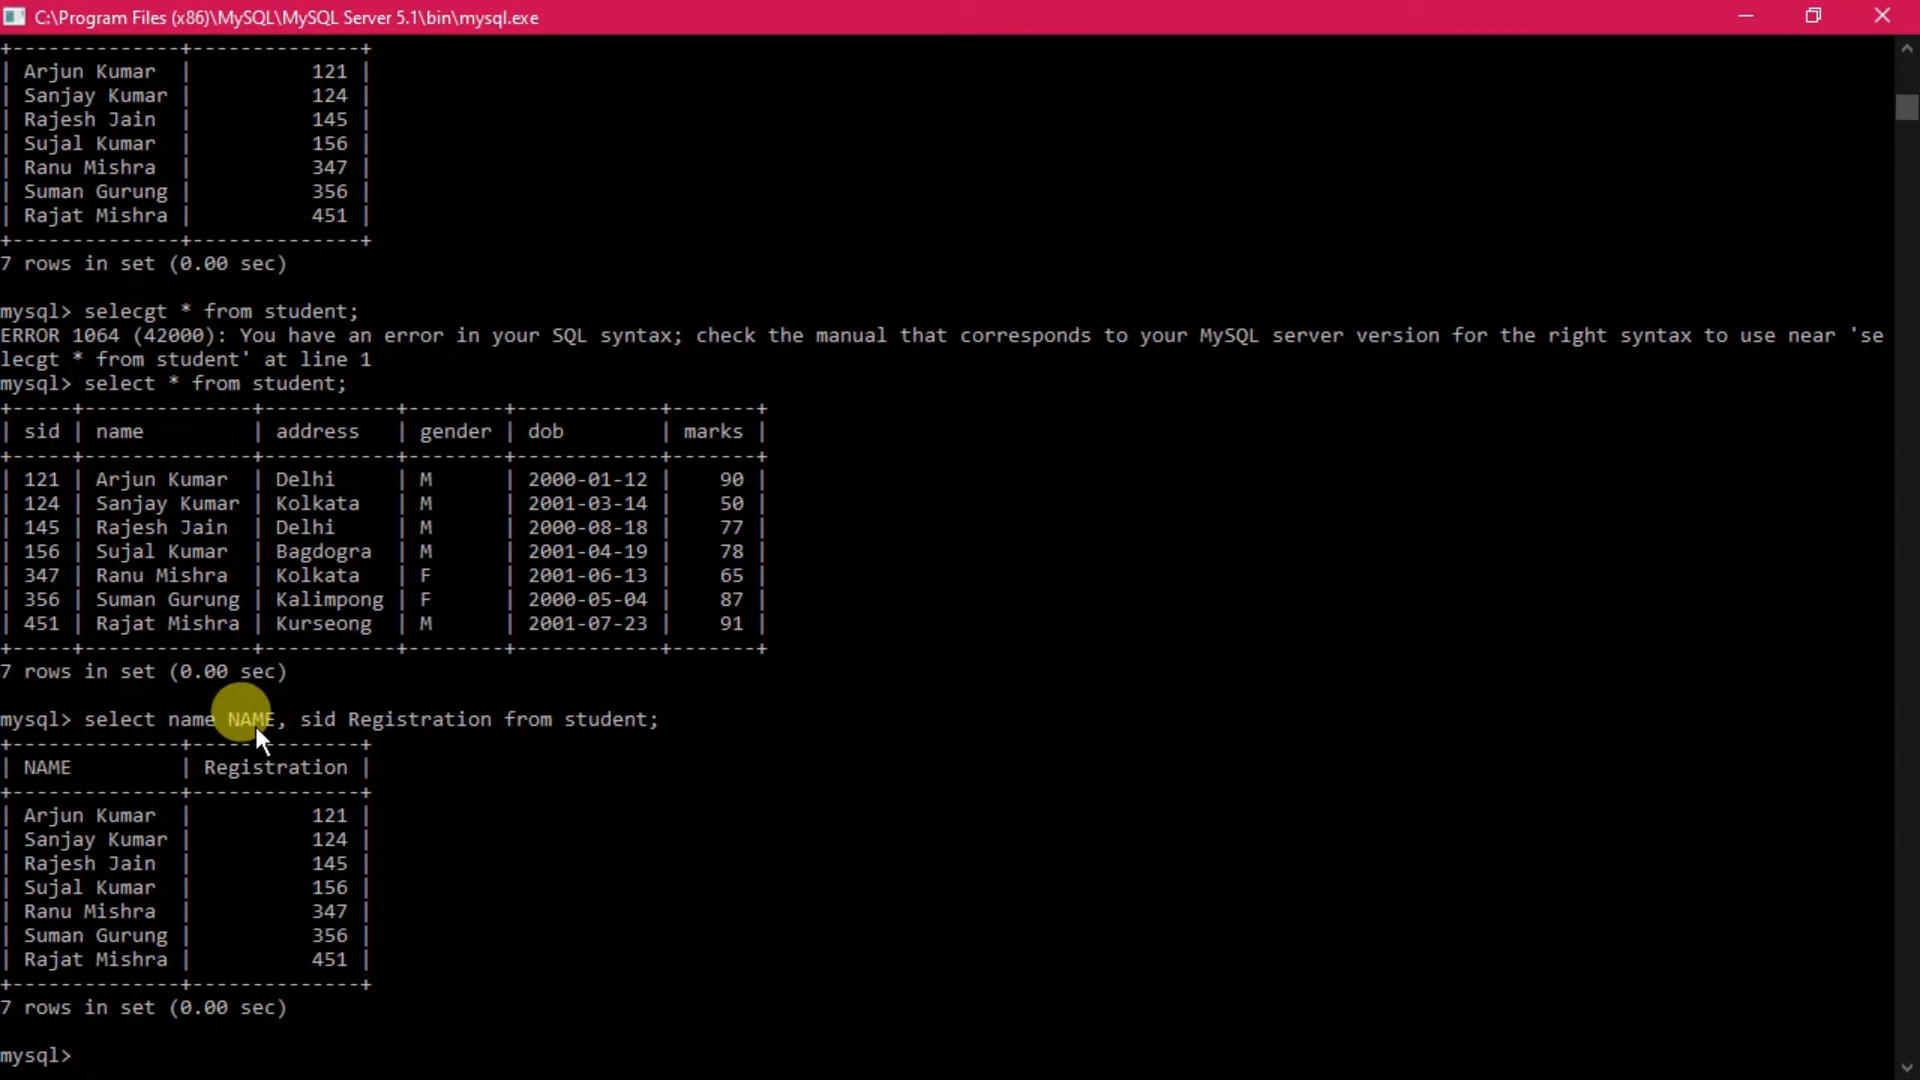 C:\Program Files (x86)\MySQL\MySQL Server 5.1\bin\mysql.exe
+--------------+--------------+
| Arjun Kumar  |          121 |
| Sanjay Kumar |          124 |
| Rajesh Jain  |          145 |
| Sujal Kumar  |          156 |
| Ranu Mishra  |          347 |
| Suman Gurung |          356 |
| Rajat Mishra |          451 |
+--------------+--------------+
7 rows in set (0.00 sec)

mysql> selecgt * from student;
ERROR 1064 (42000): You have an error in your SQL syntax; check the manual that corresponds to your MySQL server version for the right syntax to use near 'se
lecgt * from student' at line 1
mysql> select * from student;
+-----+--------------+-----------+--------+------------+-------+
| sid | name         | address   | gender | dob        | marks |
+-----+--------------+-----------+--------+------------+-------+
| 121 | Arjun Kumar  | Delhi     | M      | 2000-01-12 |    90 |
| 124 | Sanjay Kumar | Kolkata   | M      | 2001-03-14 |    50 |
| 145 | Rajesh Jain  | Delhi     | M      | 2000-08-18 |    77 |
| 156 | Sujal Kumar  | Bagdogra  | M      | 2001-04-19 |    78 |
| 347 | Ranu Mishra  | Kolkata   | F      | 2001-06-13 |    65 |
| 356 | Suman Gurung | Kalimpong | F      | 2000-05-04 |    87 |
| 451 | Rajat Mishra | Kurseong  | M      | 2001-07-23 |    91 |
+-----+--------------+-----------+--------+------------+-------+
7 rows in set (0.00 sec)

mysql> select name NAME, sid Registration from student;
+--------------+--------------+
| NAME         | Registration |
+--------------+--------------+
| Arjun Kumar  |          121 |
| Sanjay Kumar |          124 |
| Rajesh Jain  |          145 |
| Sujal Kumar  |          156 |
| Ranu Mishra  |          347 |
| Suman Gurung |          356 |
| Rajat Mishra |          451 |
+--------------+--------------+
7 rows in set (0.00 sec)

mysql>